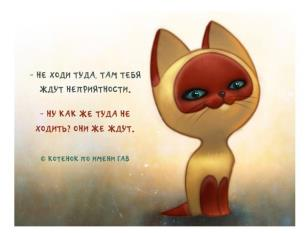 - НЕ ХОДИ ТУДА, ТАМ ТЕБЯ
ЖДУТ НЕПРИЯТНОСТИ.
- НУ КАК ЖЕ ТУДА НЕ
ХОДИТЬ? ОНИ ЖЕ ЖДУТ.
© КОТЕНОК ПО ИМЕНИ ГАВ